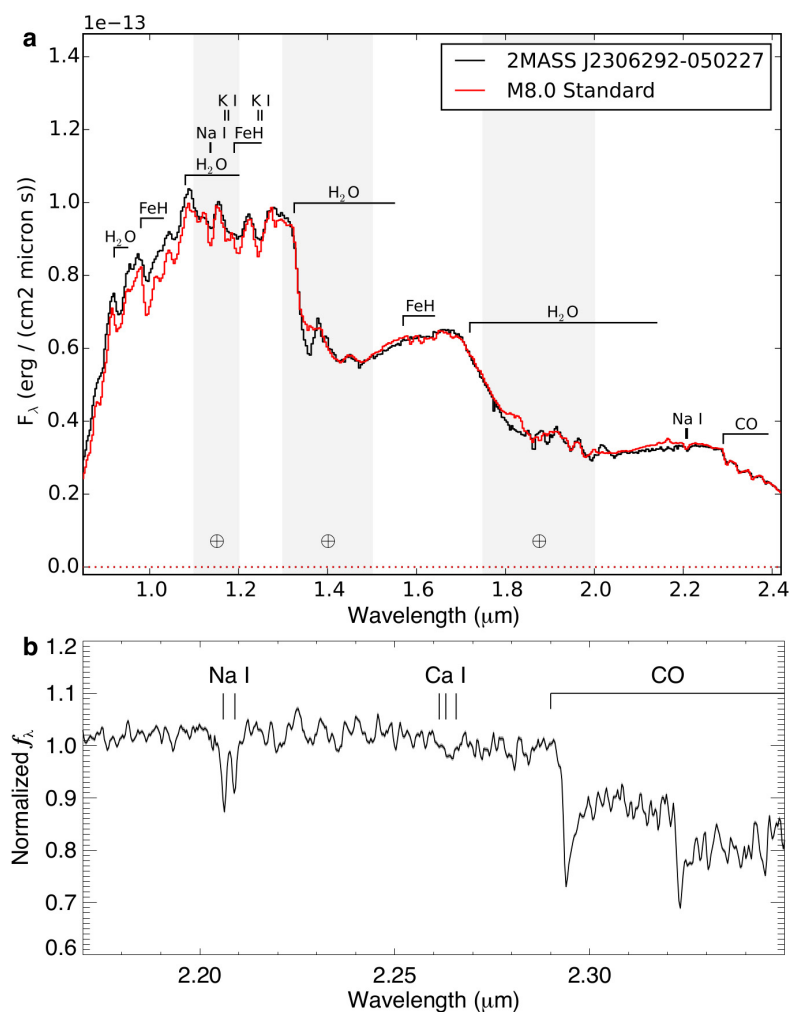 1e−13
a
1.4
1.2
1.0
0.8
0.6
0.4
0.2
0.0
F_λ (erg / (cm2 micron s))
2MASS J2306292-050227
M8.0 Standard
K I K I
Na I FeH
H₂O
FeH
H₂O
H₂O
FeH
H₂O
Na I
CO
⊕ ⊕ ⊕
1.0 1.2 1.4 1.6 1.8 2.0 2.2 2.4
Wavelength (μm)
b
1.2
1.1
1.0
0.9
0.8
0.7
0.6
Normalized f_λ
Na I Ca I CO
2.20 2.25 2.30
Wavelength (μm)